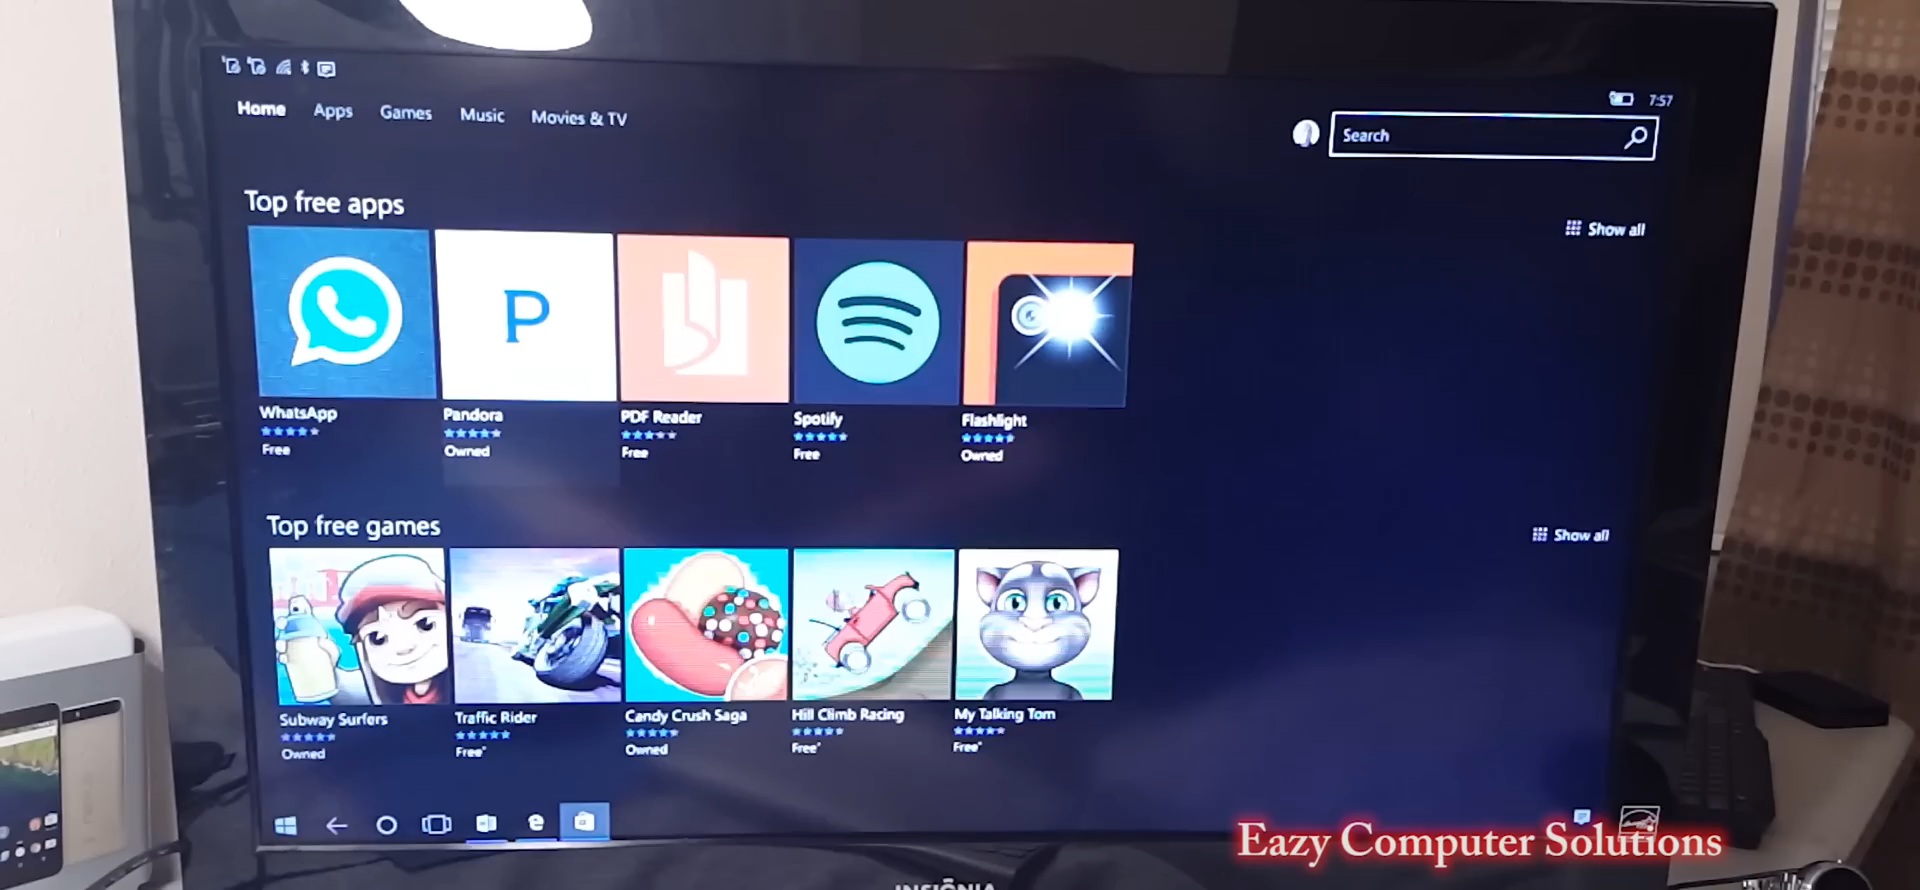 7:57
Home Apps Games Music Movies & TV
Search
Top free apps
Show all
P
WhatsApp Pandora PDF Reader Spotify Flashlight
Free Owned Free Free Owned
Top free games
Show all
Subway Surfers Traffic Rider Candy Crush Saga Hill Climb Racing My Talking Tom
Owned Free* Owned Free* Free*
Eazy Computer Solutions
INSIGNIA